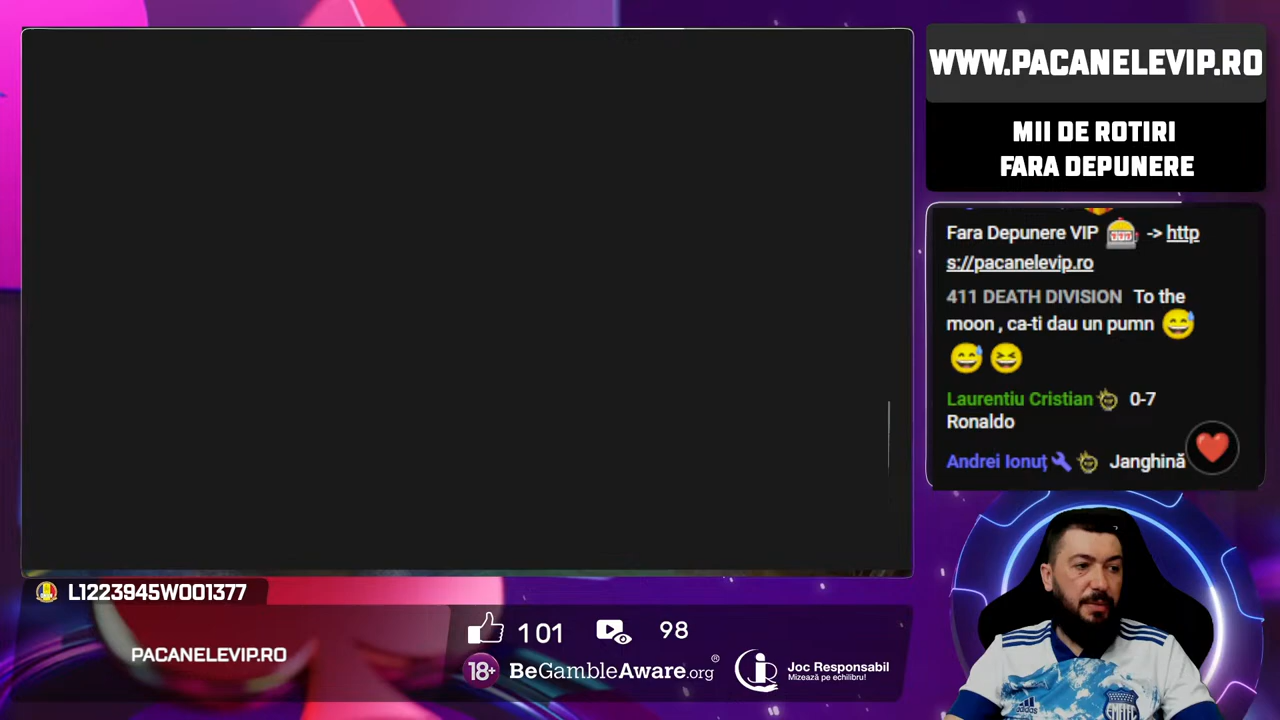 WWW.PACANELEVIP.RO
MII DE ROTIRI
FARA DEPUNERE
Fara Depunere VIP -> http
s://pacanelevip.ro
411 DEATH DIVISION To the
moon , ca-ti dau un pumn 😅
😅 😆
Laurentiu Cristian 0-7
Ronaldo
Andrei Ionuț Janghină
L1223945W001377
PACANELEVIP.RO
101
98
18+
BeGambleAware.org®
Joc Responsabil
Mizează pe echilibru!
adidas